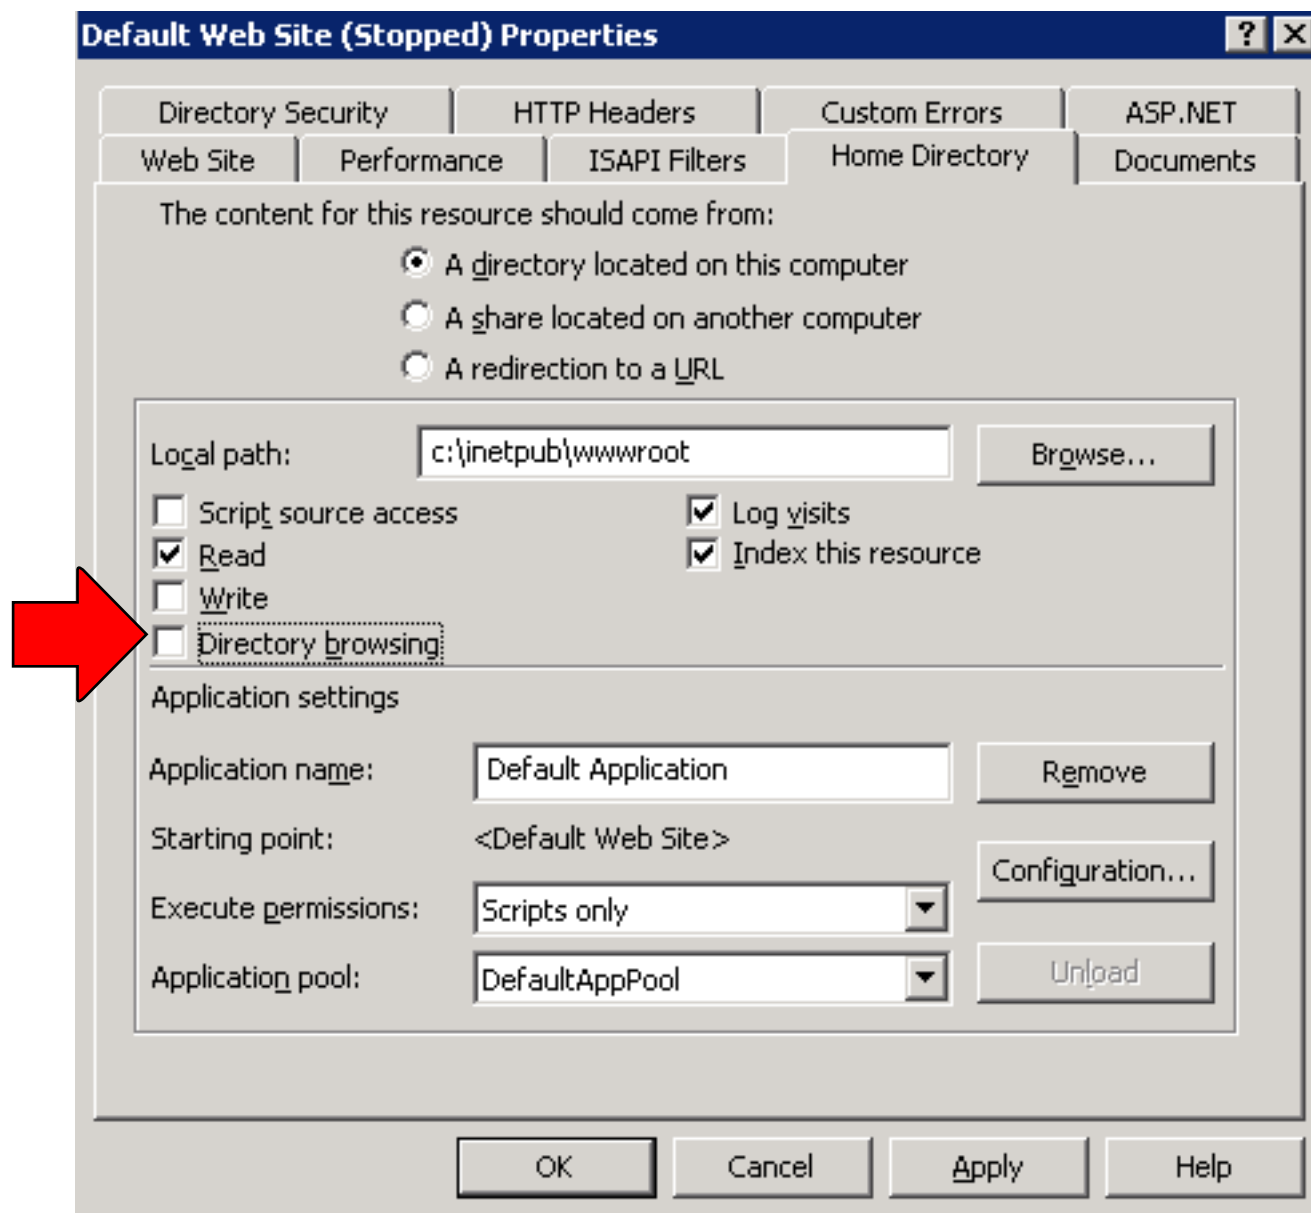 Default Web Site (Stopped) Properties
Directory Security HTTP Headers Custom Errors ASP.NET
Web Site Performance ISAPI Filters Home Directory Documents
The content for this resource should come from:
A directory located on this computer
A share located on another computer
A redirection to a URL
Local path: c:\inetpub\wwwroot Browse...
Script source access Log visits
Read Index this resource
Write
Directory browsing
Application settings
Application name: Default Application Remove
Starting point: <Default Web Site>
Configuration...
Execute permissions: Scripts only
Application pool: DefaultAppPool Unload
OK Cancel Apply Help